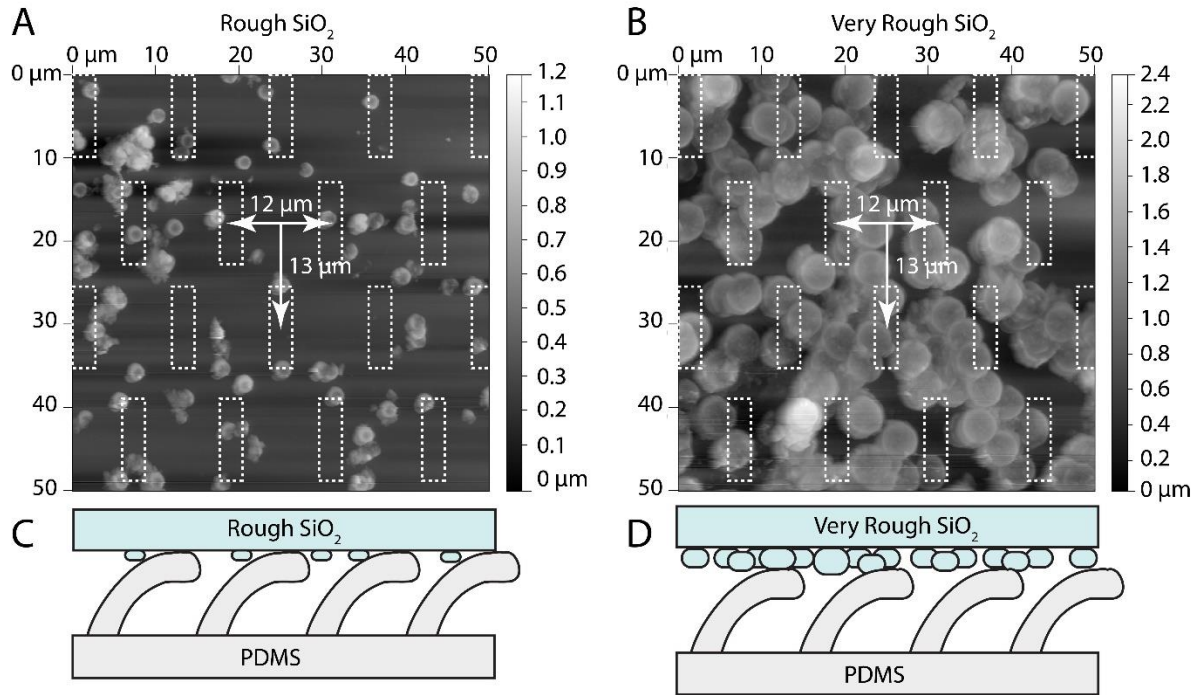 A
Rough SiO₂
0 μm 10 20 30 40 50
0 μm
10
20
30
40
50
12 μm
13 μm
1.2
1.0
0.9
0.8
0.7
0.6
0.5
0.4
0.3
0.2
0.1
0 μm
B
Very Rough SiO₂
0 μm 10 20 30 40 50
0 μm
10
20
30
40
50
12 μm
13 μm
2.4
2.2
2.0
1.8
1.6
1.4
1.2
1.0
0.8
0.6
0.4
0.2
0 μm
C
Rough SiO₂
PDMS
D
Very Rough SiO₂
PDMS